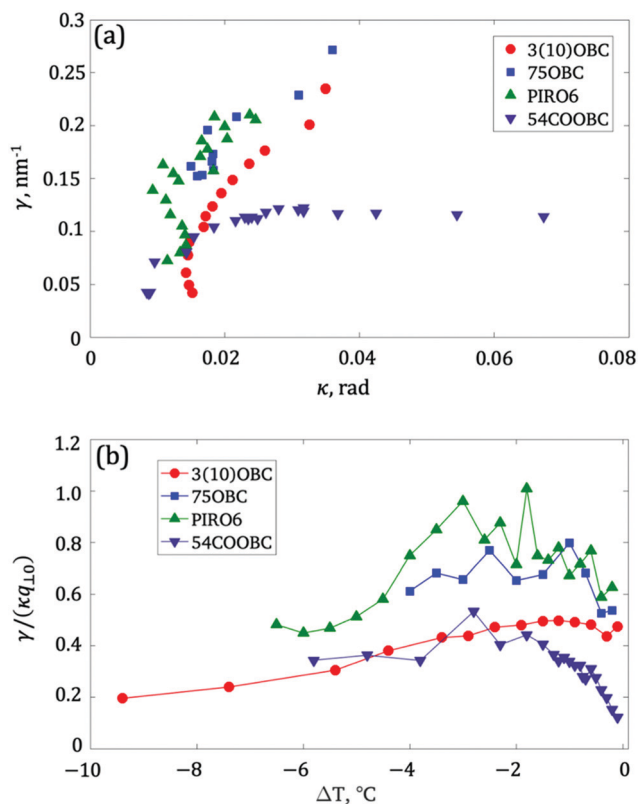 (a)
0.3
0.25
0.2
0.15
0.1
0.05
0
γ, nm⁻¹
3(10)OBC
75OBC
PIRO6
54COOBC
0 0.02 0.04 0.06 0.08
κ, rad
(b)
1.2
1.0
0.8
0.6
0.4
0.2
0
γ/(κq⊥0)
3(10)OBC
75OBC
PIRO6
54COOBC
−10 −8 −6 −4 −2 0
ΔT, °C